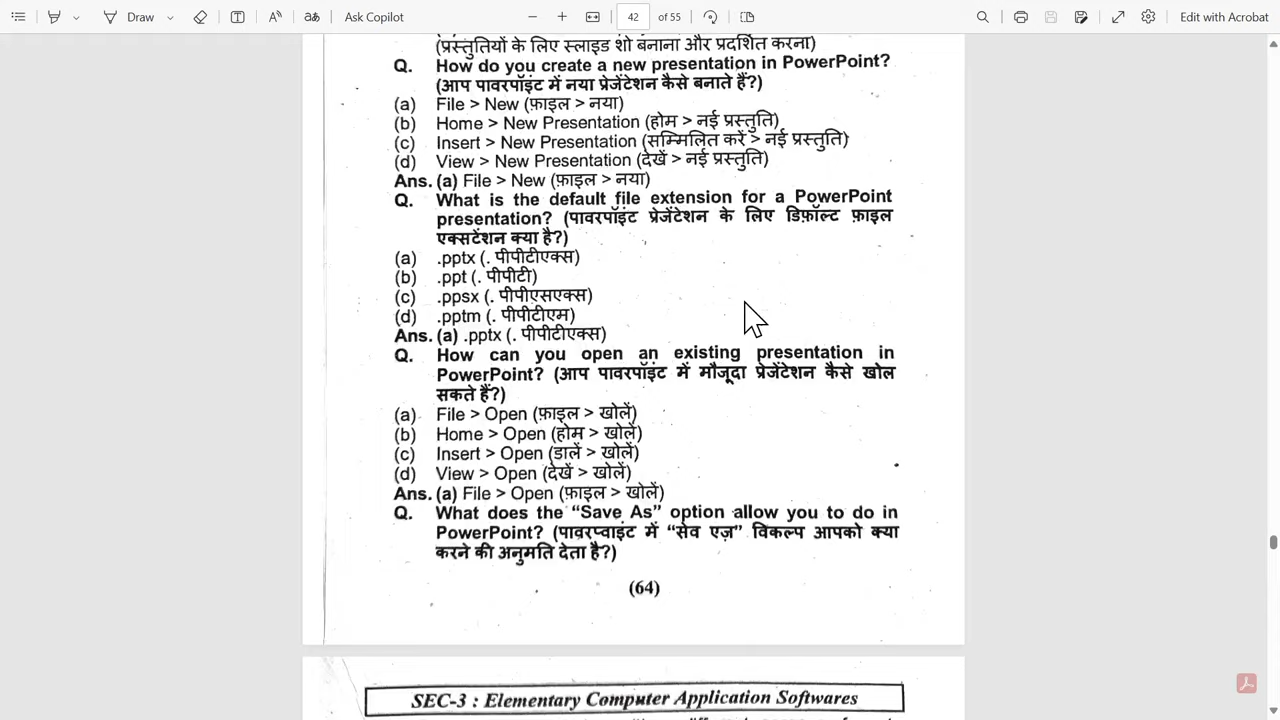 Draw
Ask Copilot
42 of 55
Edit with Acrobat
(प्रस्तुतियों के लिए स्लाइड शो बनाना और प्रदर्शित करना)
Q. How do you create a new presentation in PowerPoint?
(आप पावरपॉइंट में नया प्रेजेंटेशन कैसे बनाते हैं?)
(a) File > New (फ़ाइल > नया)
(b) Home > New Presentation (होम > नई प्रस्तुति)
(c) Insert > New Presentation (सम्मिलित करें > नई प्रस्तुति)
(d) View > New Presentation (देखें > नई प्रस्तुति)
Ans. (a) File > New (फ़ाइल > नया)
Q. What is the default file extension for a PowerPoint
presentation? (पावरपॉइंट प्रेजेंटेशन के लिए डिफ़ॉल्ट फ़ाइल
एक्सटेंशन क्या है?)
(a) .pptx (. पीपीटीएक्स)
(b) .ppt (. पीपीटी)
(c) .ppsx (. पीपीएसएक्स)
(d) .pptm (. पीपीटीएम)
Ans. (a) .pptx (. पीपीटीएक्स)
Q. How can you open an existing presentation in
PowerPoint? (आप पावरपॉइंट में मौजूदा प्रेजेंटेशन कैसे खोल
सकते हैं?)
(a) File > Open (फ़ाइल > खोलें)
(b) Home > Open (होम > खोलें)
(c) Insert > Open (डालें > खोलें)
(d) View > Open (देखें > खोलें)
Ans. (a) File > Open (फ़ाइल > खोलें)
Q. What does the “Save As” option allow you to do in
PowerPoint? (पावरप्वाइंट में “सेव एज़” विकल्प आपको क्या
करने की अनुमति देता है?)
(64)
SEC-3 : Elementary Computer Application Softwares